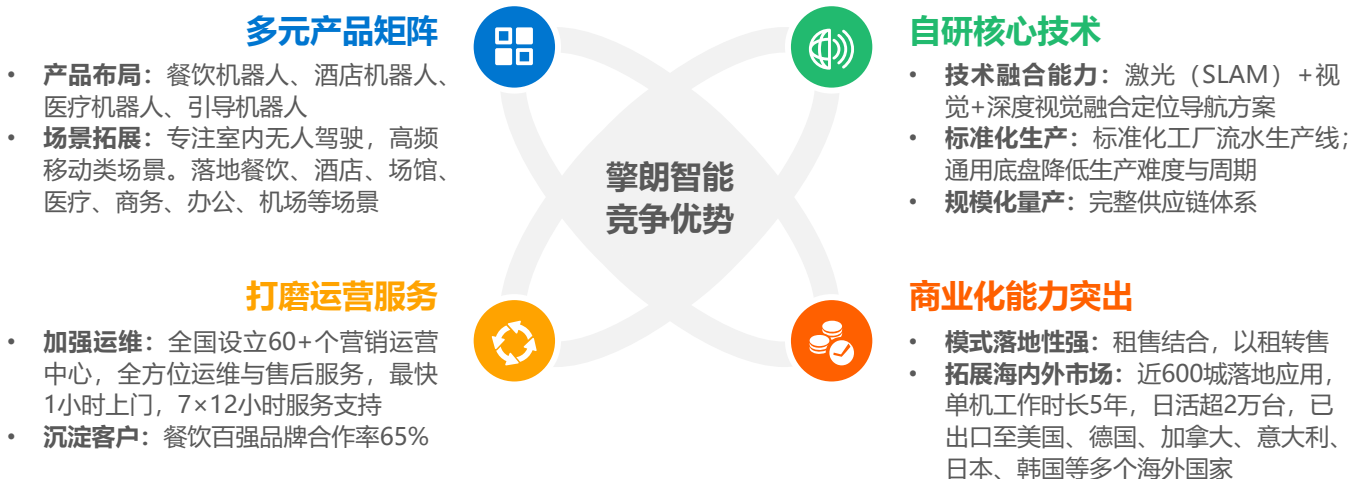 多元产品矩阵
• 产品布局：餐饮机器人、酒店机器人、
医疗机器人、引导机器人
• 场景拓展：专注室内无人驾驶，高频
移动类场景。落地餐饮、酒店、场馆、
医疗、商务、办公、机场等场景
自研核心技术
• 技术融合能力：激光（SLAM）+视
觉+深度视觉融合定位导航方案
• 标准化生产：标准化工厂流水生产线；
通用底盘降低生产难度与周期
• 规模化量产：完整供应链体系
擎朗智能
竞争优势
打磨运营服务
• 加强运维：全国设立60+个营销运营
中心，全方位运维与售后服务，最快
1小时上门，7×12小时服务支持
• 沉淀客户：餐饮百强品牌合作率65%
商业化能力突出
• 模式落地性强：租售结合，以租转售
• 拓展海内外市场：近600城落地应用，
单机工作时长5年，日活超2万台，已
出口至美国、德国、加拿大、意大利、
日本、韩国等多个海外国家